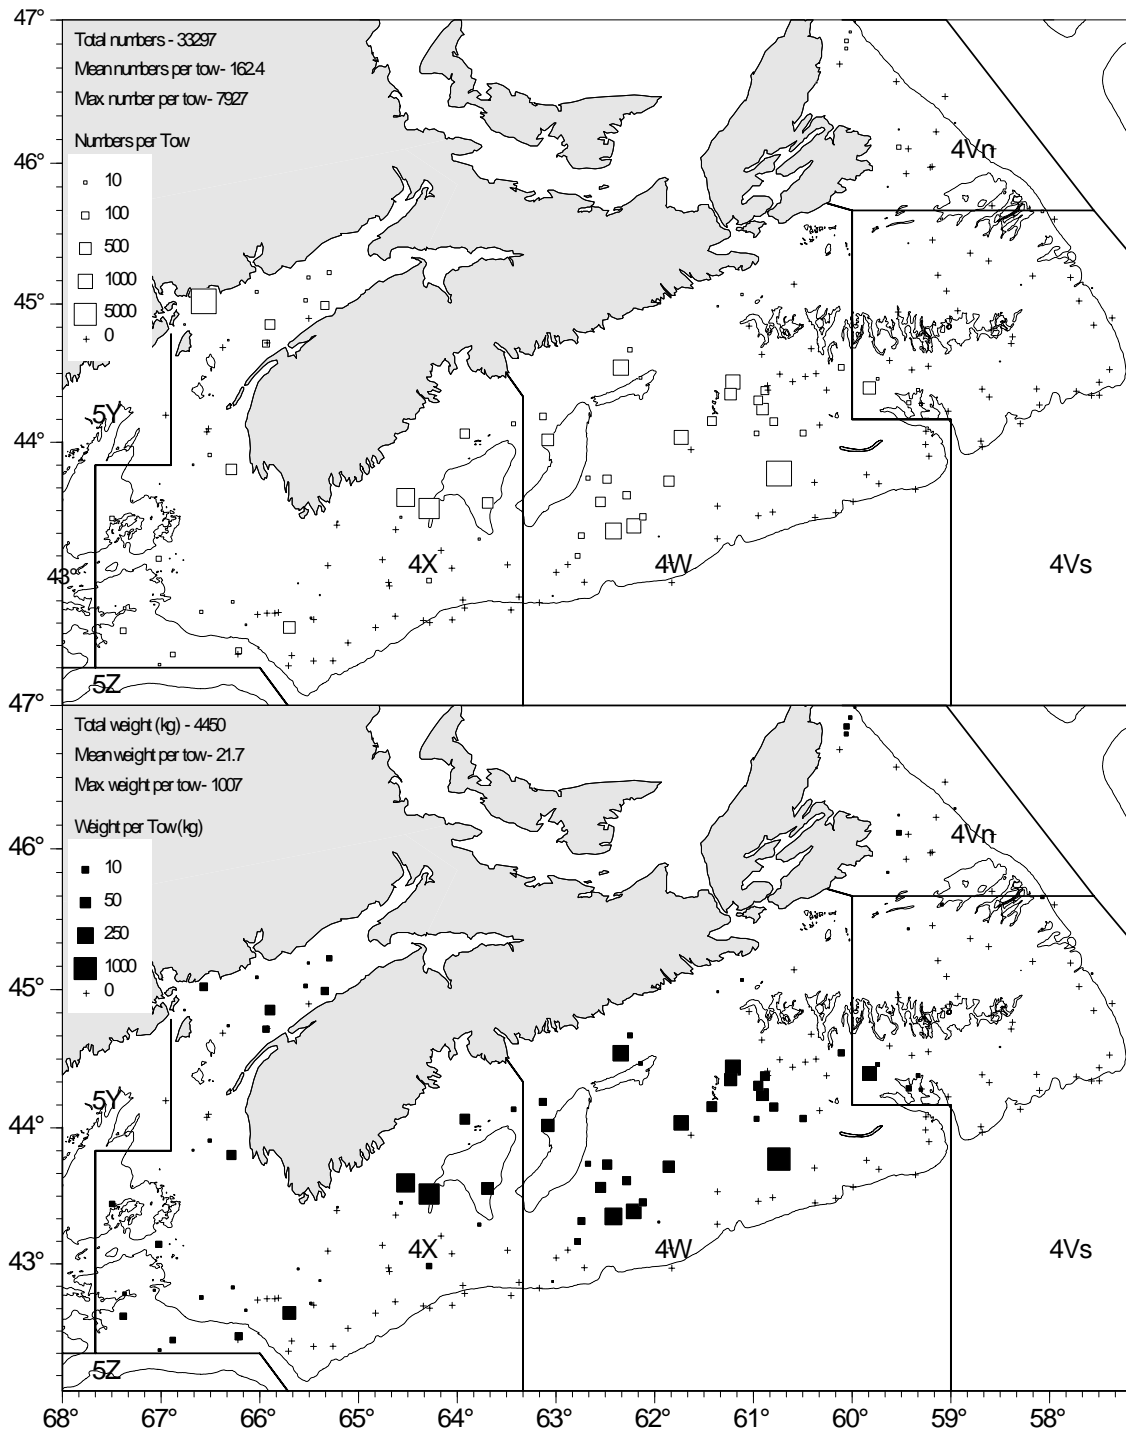 47°
Total numbers - 33297
Mean numbers per tow - 162.4
Max. number per tow - 7927
Numbers per Tow
10
100
500
1000
5000
0
46°
45°
44°
43°
4Vn
5Y
4X
4W
4Vs
5Z
47°
Total weight (kg) - 4450
Mean weight per tow - 21.7
Max. weight per tow - 1007
Weight per Tow (kg)
10
50
250
1000
0
46°
45°
44°
43°
4Vn
5Y
4X
4W
4Vs
5Z
68° 67° 66° 65° 64° 63° 62° 61° 60° 59° 58°